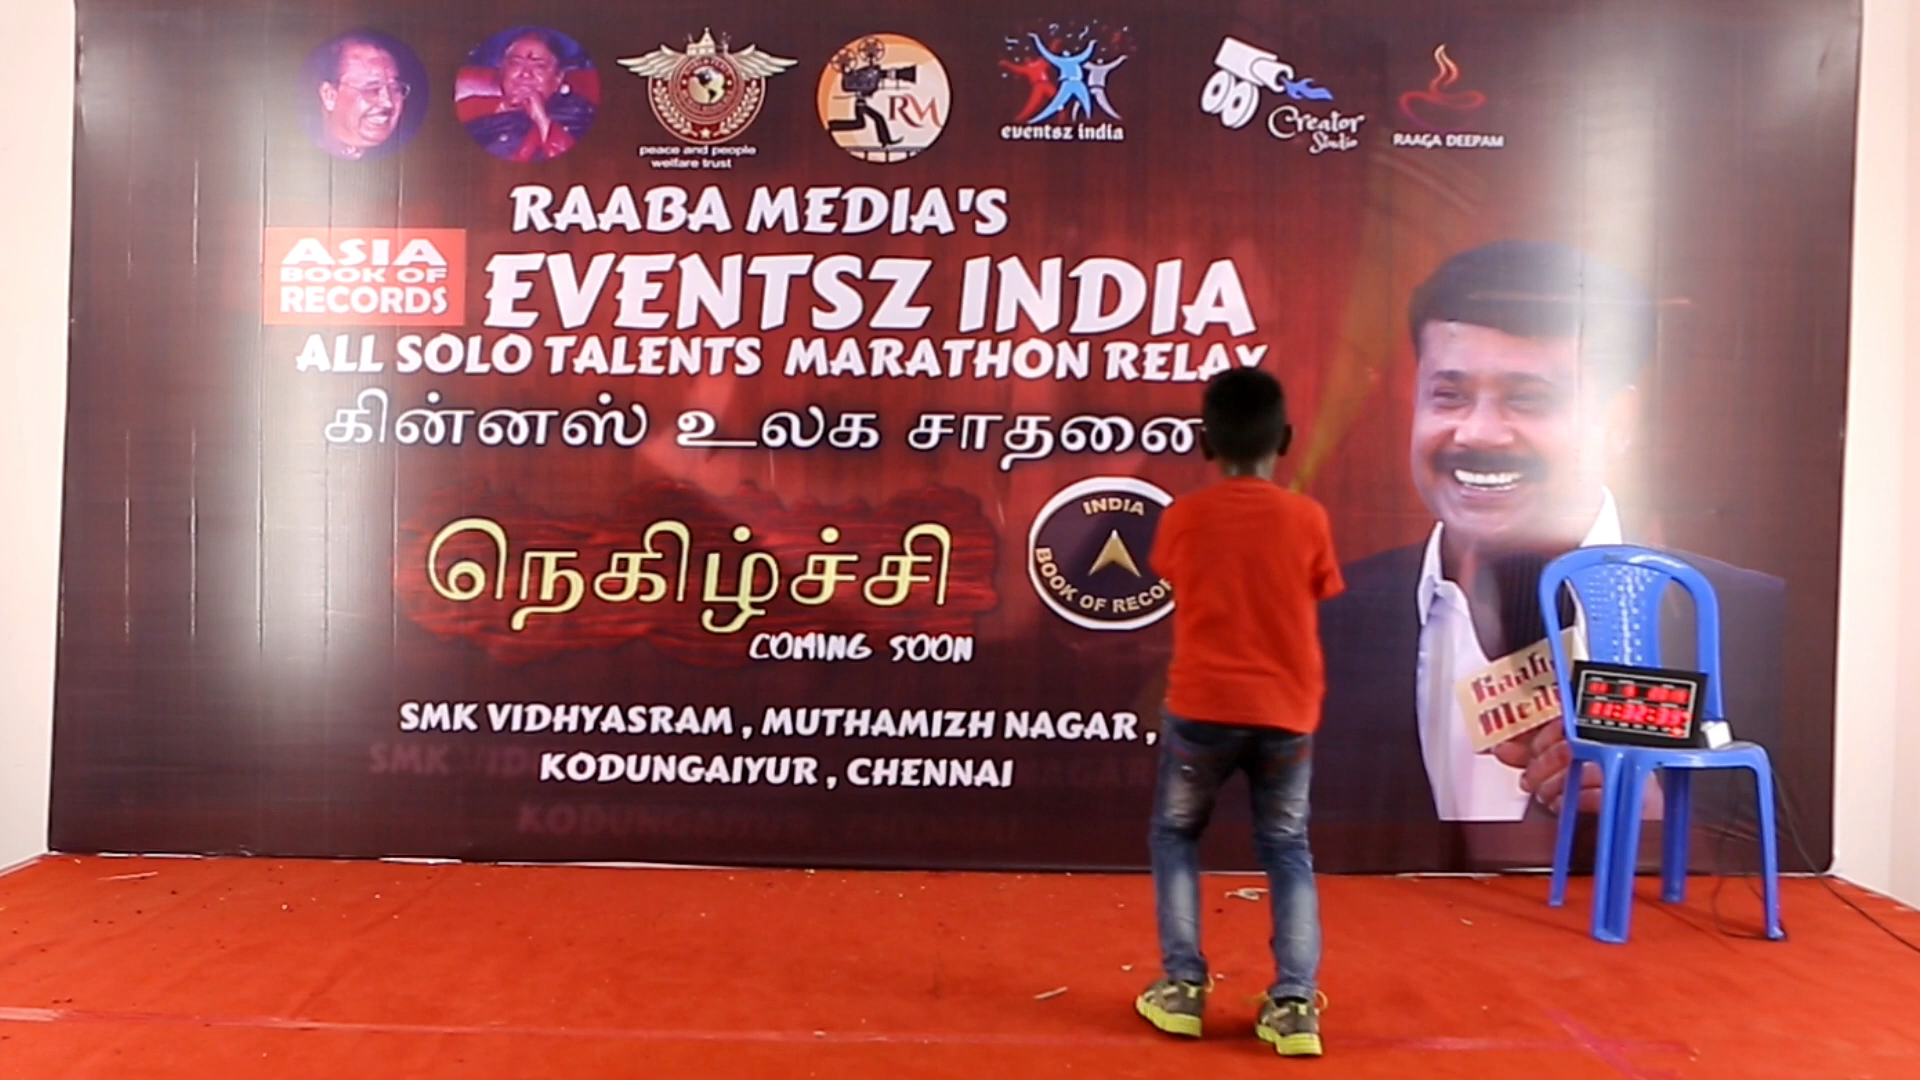 peace and people
welfare trust
RM
eventsz india
Creator
Studio
RAAGA DEEPAM
RAABA MEDIA'S
ASIA
BOOK OF
RECORDS
EVENTSZ INDIA
ALL SOLO TALENTS MARATHON RELAY
கின்னஸ் உலக சாதனை
நெகிழ்ச்சி
COMING SOON
INDIA
BOOK OF RECOR
SMK VIDHYASRAM , MUTHAMIZH NAGAR ,
KODUNGAIYUR , CHENNAI